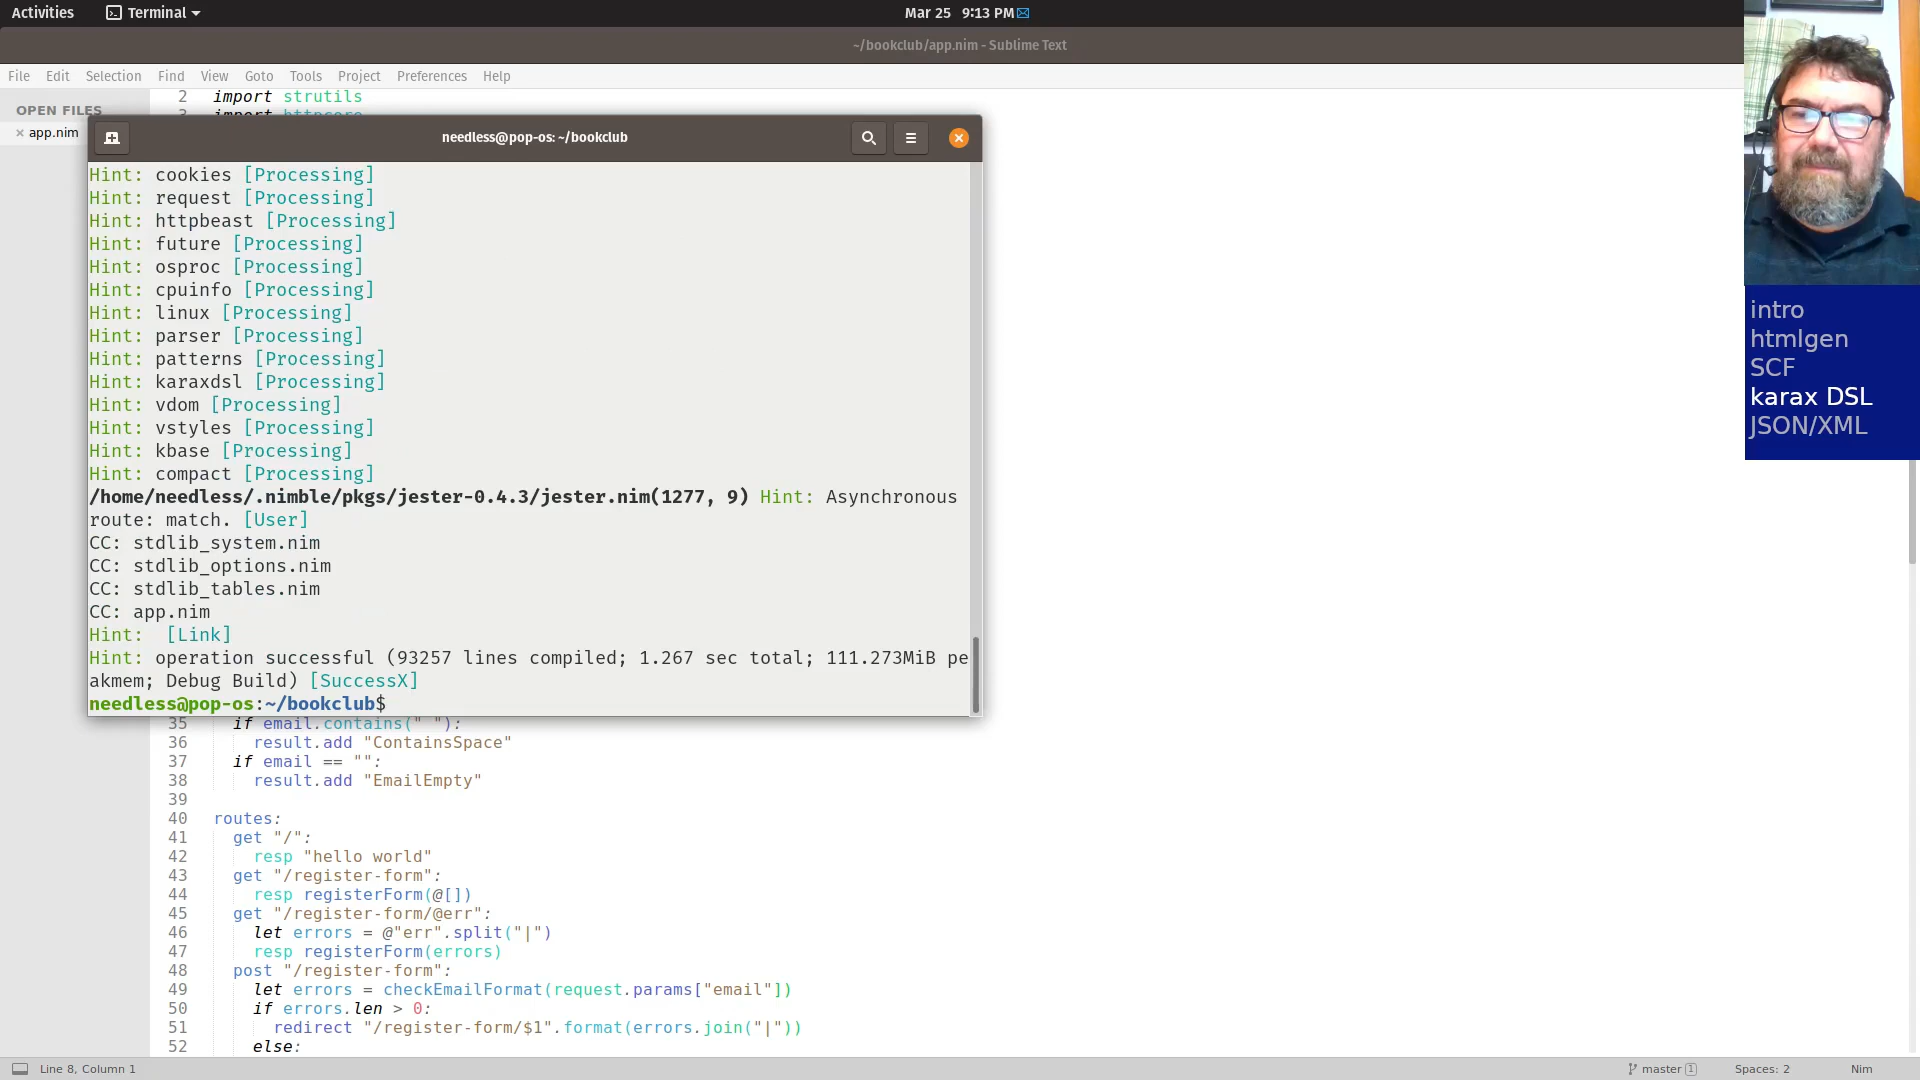 Activities
Terminal
Mar 25 9:13 PM
~/bookclub/app.nim - Sublime Text
File Edit Selection Find View Goto Tools Project Preferences Help
OPEN FILES
× app.nim
2 import strutils
needless@pop-os: ~/bookclub
Hint: cookies [Processing]
Hint: request [Processing]
Hint: httpbeast [Processing]
Hint: future [Processing]
Hint: osproc [Processing]
Hint: cpuinfo [Processing]
Hint: linux [Processing]
Hint: parser [Processing]
Hint: patterns [Processing]
Hint: karaxdsl [Processing]
Hint: vdom [Processing]
Hint: vstyles [Processing]
Hint: kbase [Processing]
Hint: compact [Processing]
/home/needless/.nimble/pkgs/jester-0.4.3/jester.nim(1277, 9) Hint: Asynchronous
route: match. [User]
CC: stdlib_system.nim
CC: stdlib_options.nim
CC: stdlib_tables.nim
CC: app.nim
Hint:  [Link]
Hint: operation successful (93257 lines compiled; 1.267 sec total; 111.273MiB pe
akmem; Debug Build) [SuccessX]
needless@pop-os:~/bookclub$
35 if email.contains(" "):
36 result.add "ContainsSpace"
37 if email == "":
38 result.add "EmailEmpty"
39
40 routes:
41 get "/":
42 resp "hello world"
43 get "/register-form":
44 resp registerForm(@[])
45 get "/register-form/@err":
46 let errors = @"err".split("|")
47 resp registerForm(errors)
48 post "/register-form":
49 let errors = checkEmailFormat(request.params["email"])
50 if errors.len > 0:
51 redirect "/register-form/$1".format(errors.join("|"))
52 else:
Line 8, Column 1
master 1
Spaces: 2
Nim
intro
htmlgen
SCF
karax DSL
JSON/XML